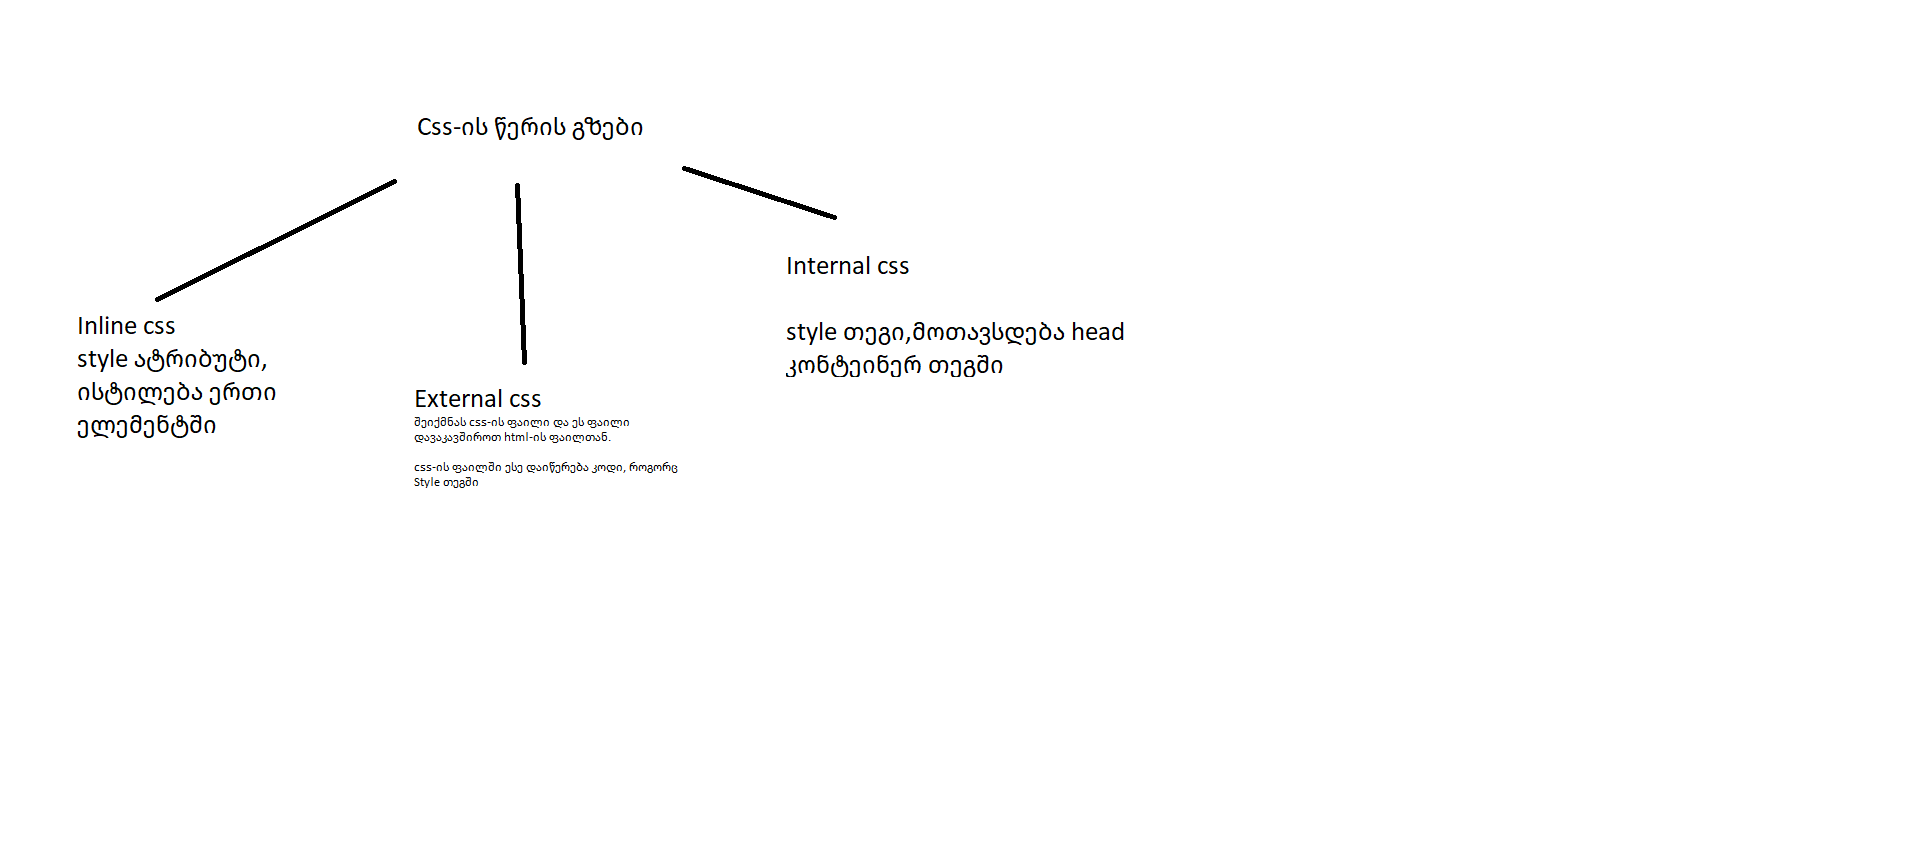 Css-ის წერის გზები
Inline css
style ატრიბუტი,
ისტილება ერთი
ელემენტში
External css
შეიქმნას css-ის ფაილი და ეს ფაილი
დავაკავშიროთ html-ის ფაილთან.
css-ის ფაილში ესე დაიწერება კოდი, როგორც
Style თეგში
Internal css
style თეგი,მოთავსდება head
კონტეინერ თეგში